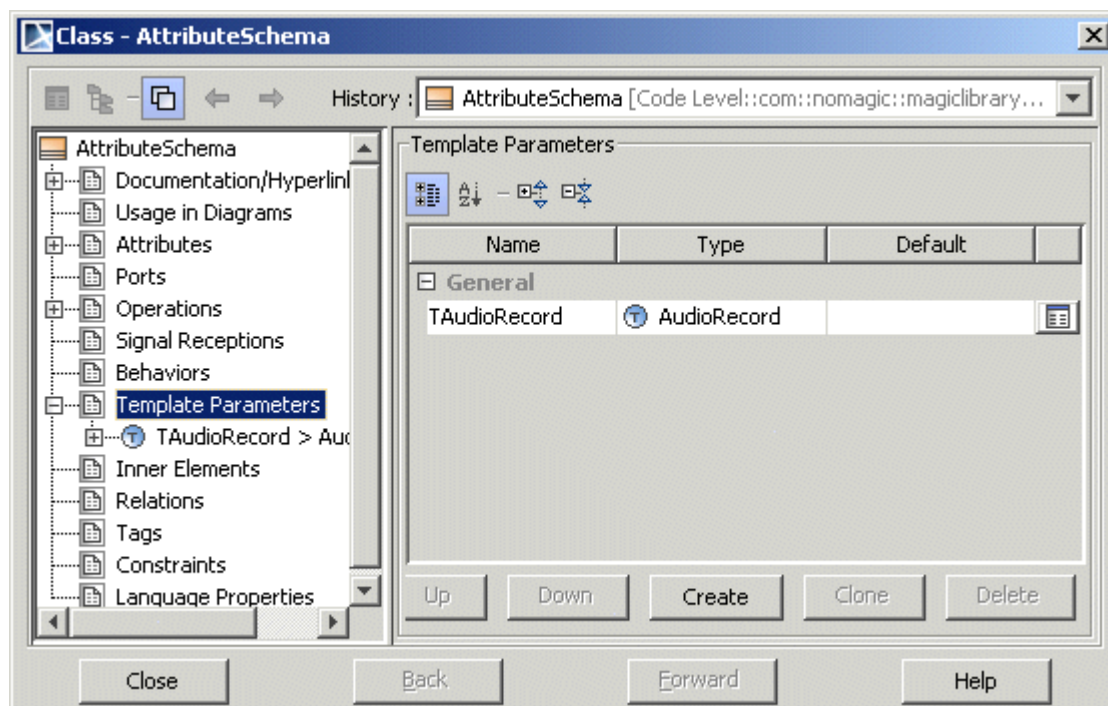 Class - AttributeSchema
History : AttributeSchema [Code Level::com::nomagic::magiclibrary...
AttributeSchema
Documentation/Hyperlinl
Usage in Diagrams
Attributes
Ports
Operations
Signal Receptions
Behaviors
Template Parameters
TAudioRecord > Aud
Inner Elements
Relations
Tags
Constraints
Language Properties
Template Parameters
Name Type Default
General
TAudioRecord AudioRecord
Up Down Create Clone Delete
Close Back Forward Help